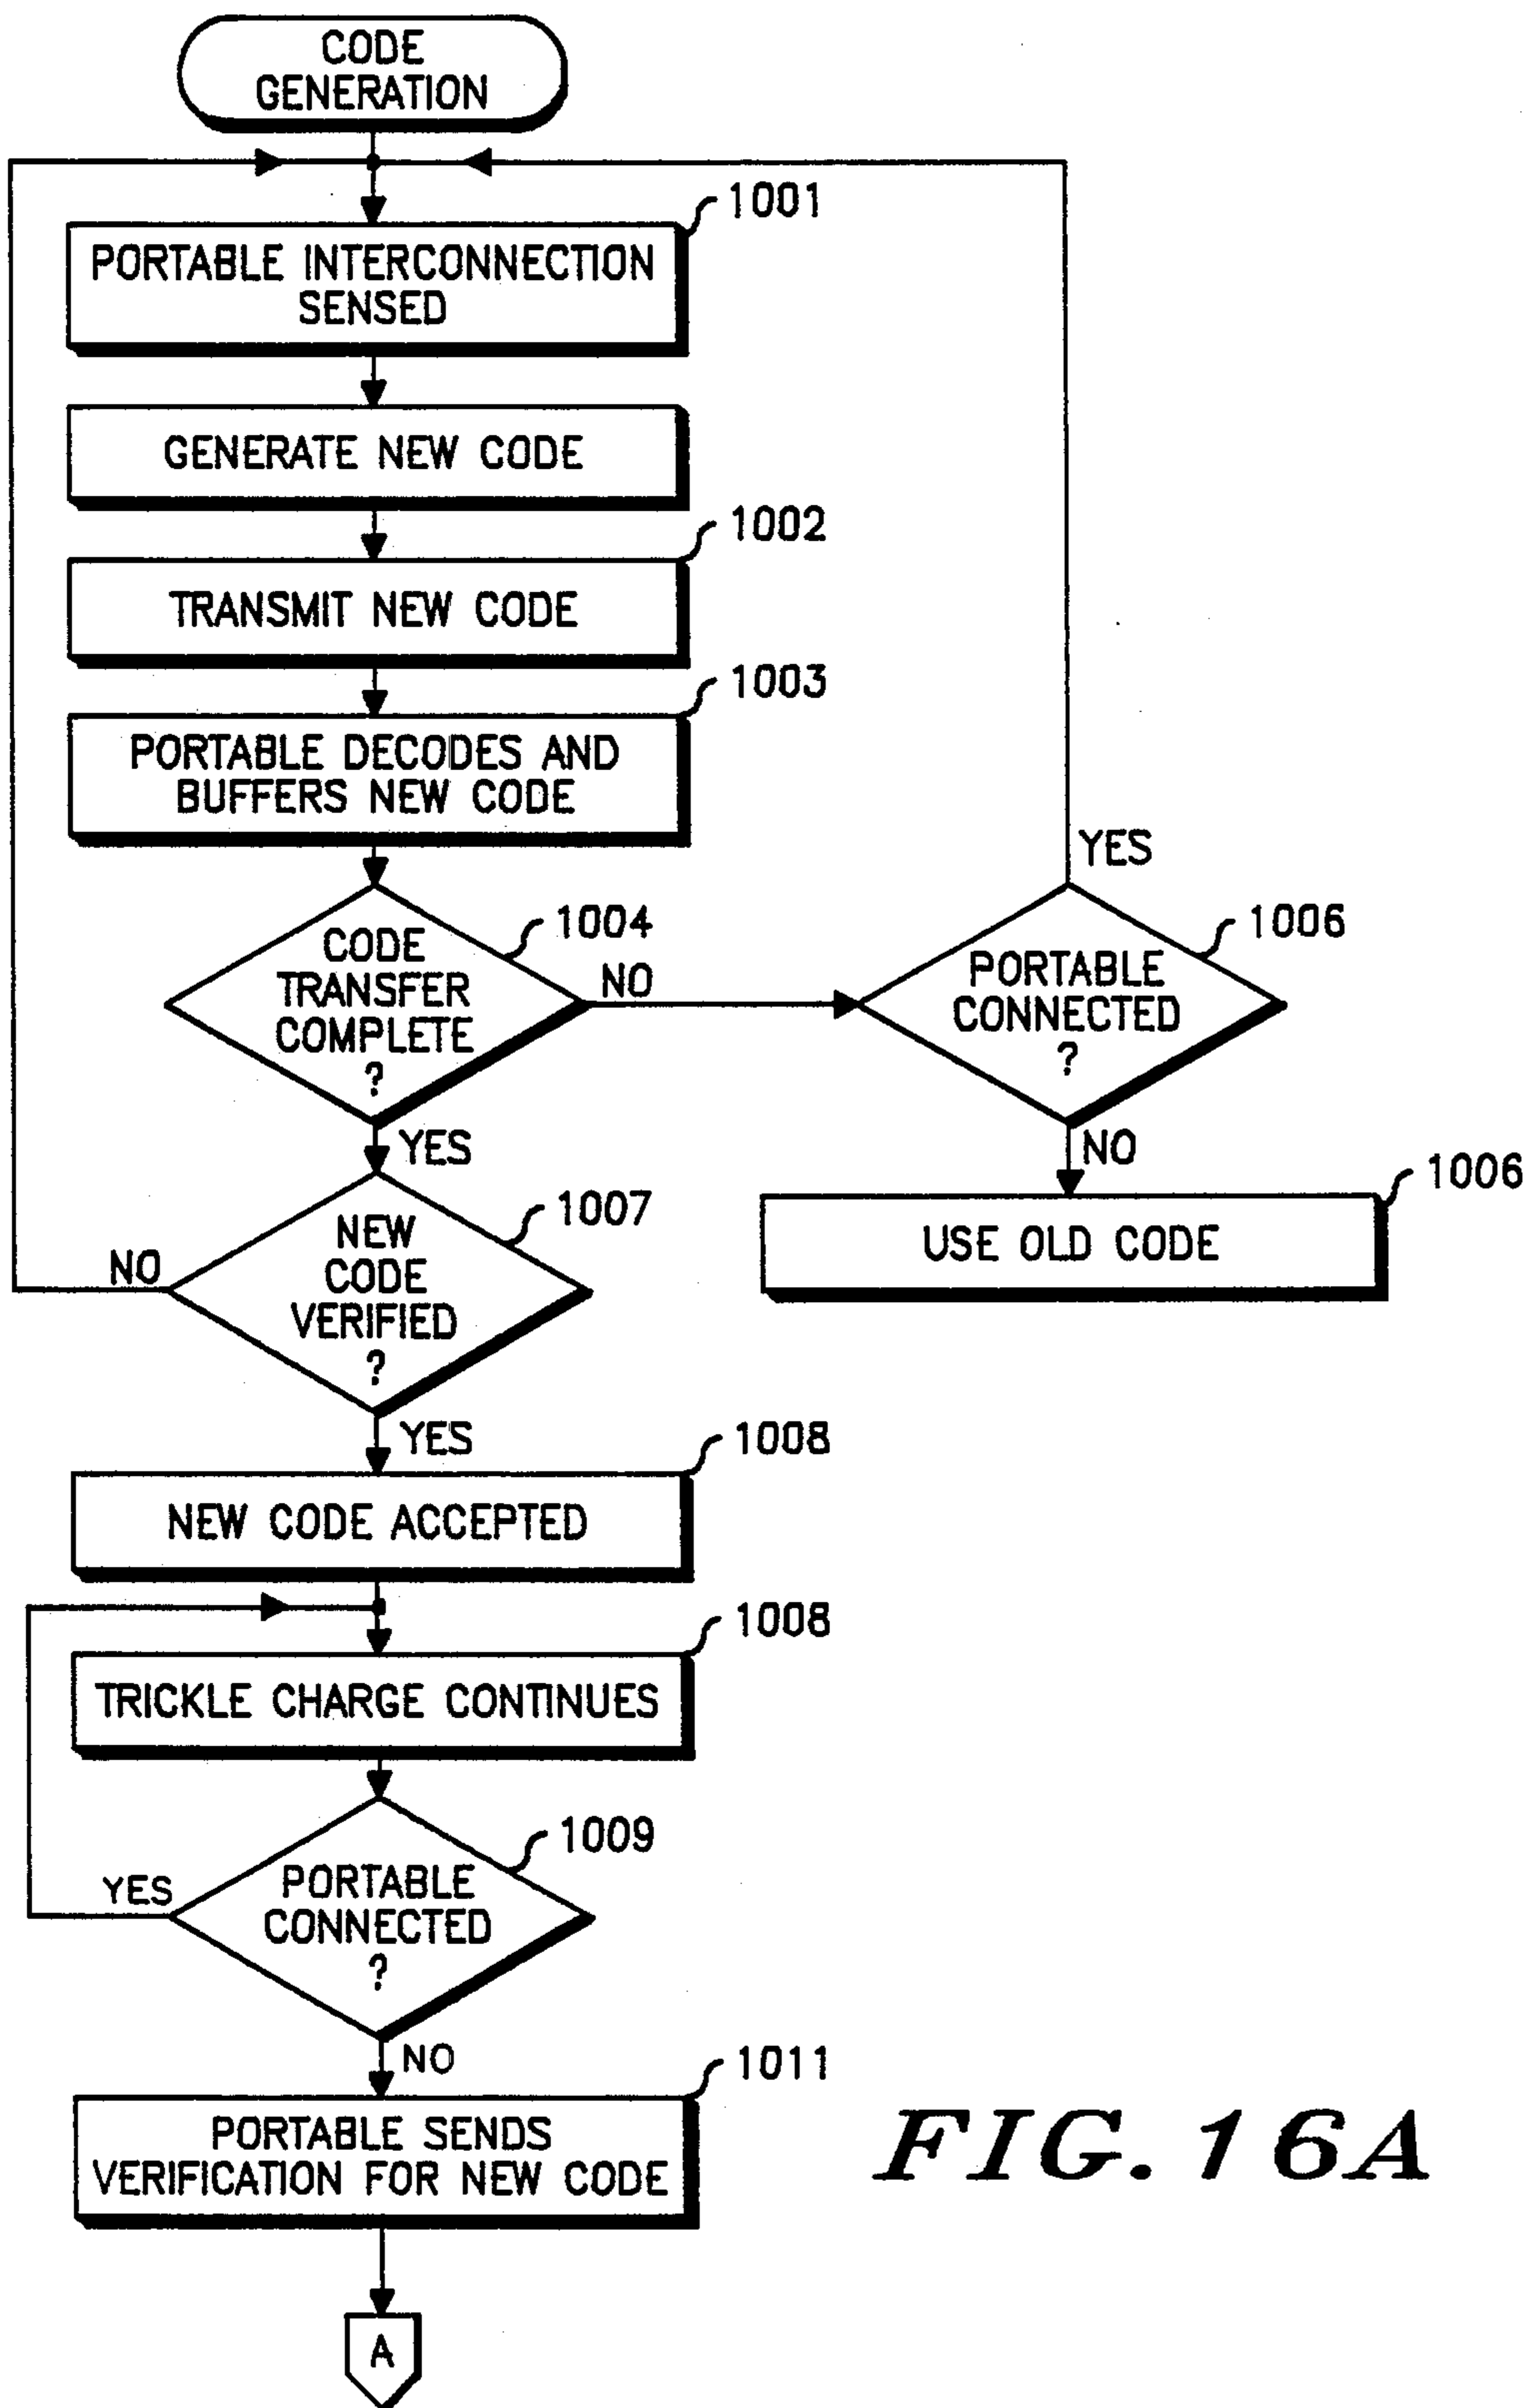 CODE
GENERATION
1001
PORTABLE INTERCONNECTION
SENSED
GENERATE NEW CODE
1002
TRANSMIT NEW CODE
1003
PORTABLE DECODES AND
BUFFERS NEW CODE
YES
1004
CODE
TRANSFER
COMPLETE
?
NO
1006
PORTABLE
CONNECTED
?
YES
NO
1006
USE OLD CODE
1007
NEW
CODE
VERIFIED
?
NO
YES
1008
NEW CODE ACCEPTED
1008
TRICKLE CHARGE CONTINUES
1009
PORTABLE
CONNECTED
?
YES
NO
1011
PORTABLE SENDS
VERIFICATION FOR NEW CODE
A
FIG. 16A